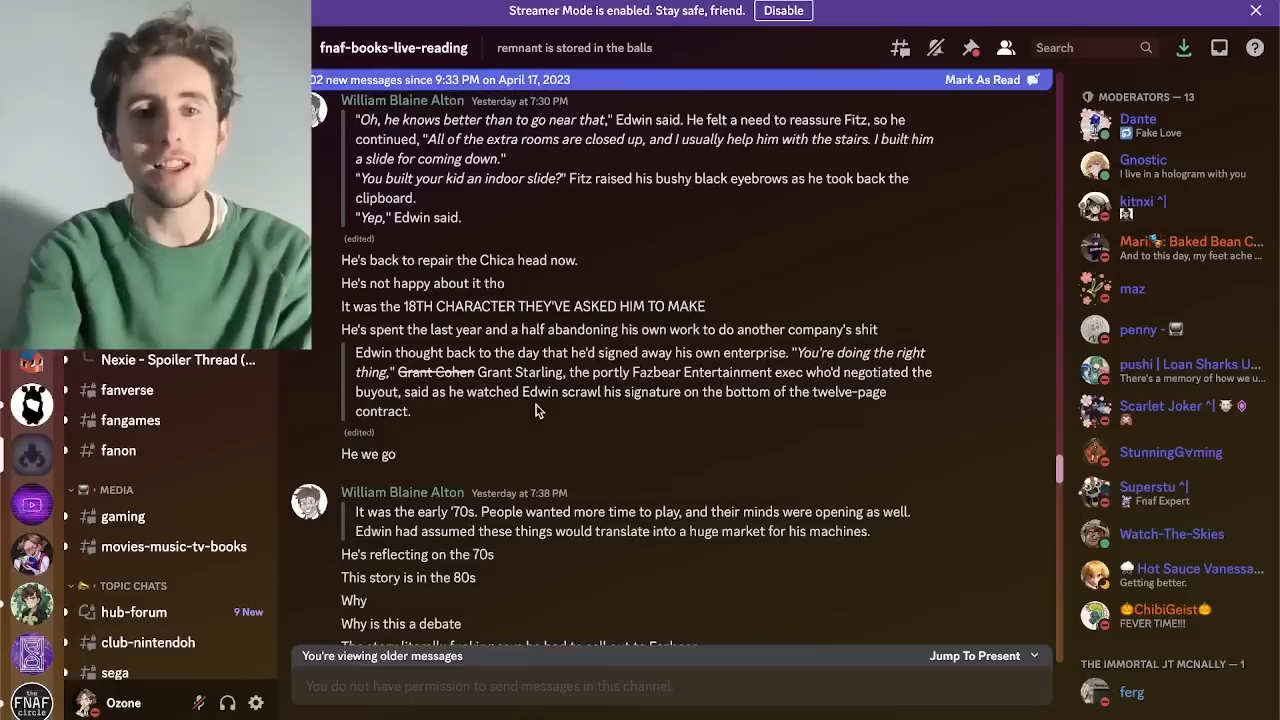 Streamer Mode is enabled. Stay safe, friend.
Disable
fnaf-books-live-reading
remnant is stored in the balls
Search
02 new messages since 9:33 PM on April 17, 2023
Mark As Read
William Blaine Alton Yesterday at 7:30 PM
"Oh, he knows better than to go near that," Edwin said. He felt a need to reassure Fitz, so he
continued, "All of the extra rooms are closed up, and I usually help him with the stairs. I built him
a slide for coming down."
"You built your kid an indoor slide?" Fitz raised his bushy black eyebrows as he took back the
clipboard.
"Yep," Edwin said.
(edited)
He's back to repair the Chica head now.
He's not happy about it tho
It was the 18TH CHARACTER THEY'VE ASKED HIM TO MAKE
He's spent the last year and a half abandoning his own work to do another company's shit
Edwin thought back to the day that he'd signed away his own enterprise. "You're doing the right
thing," Grant Cohen Grant Starling, the portly Fazbear Entertainment exec who'd negotiated the
buyout, said as he watched Edwin scrawl his signature on the bottom of the twelve-page
contract.
(edited)
He we go
William Blaine Alton Yesterday at 7:38 PM
It was the early '70s. People wanted more time to play, and their minds were opening as well.
Edwin had assumed these things would translate into a huge market for his machines.
He's reflecting on the 70s
This story is in the 80s
Why
Why is this a debate
You're viewing older messages
Jump To Present
You do not have permission to send messages in this channel.
Nexie - Spoiler Thread (...
fanverse
fangames
fanon
MEDIA
gaming
movies-music-tv-books
TOPIC CHATS
hub-forum
9 New
club-nintendoh
sega
Ozone
the
FNAF
circle
MODERATORS — 13
Dante
Fake Love
Gnostic
I live in a hologram with you
kitnxi ^|
Mari: Baked Bean C...
And to this day, my feet ache ...
maz
penny -
pushi | Loan Sharks U...
There's a memory of how we u...
Scarlet Joker ^|
StunningG∀ming
Superstu ^|
Fnaf Expert
Watch-The-Skies
Hot Sauce Vanessa...
Getting better.
ChibiGeist
FEVER TIME!!!
THE IMMORTAL JT MCNALLY — 1
ferg